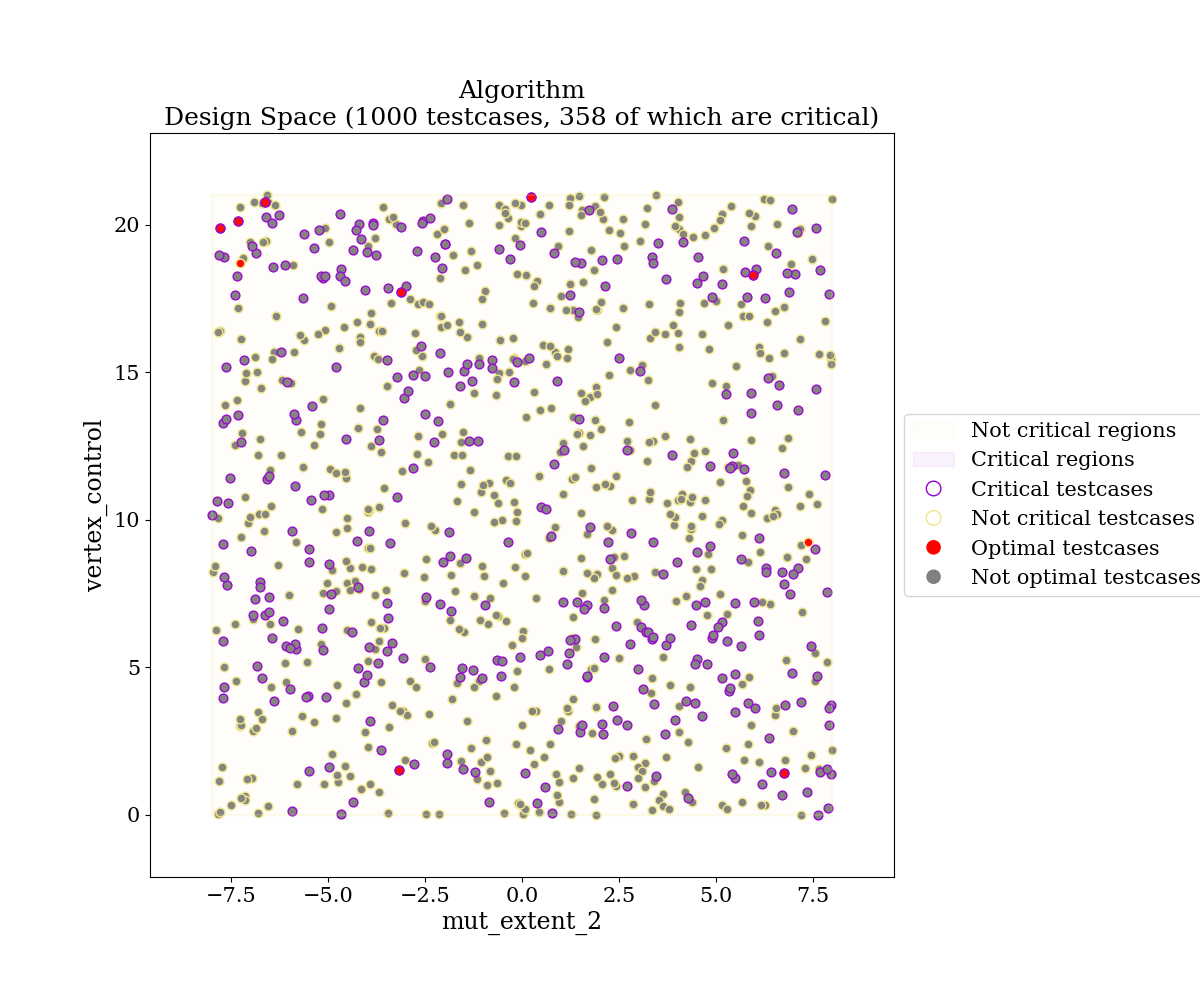 Algorithm
Design Space (1000 testcases, 358 of which are critical)
vertex_control
20
15
10
5
0
−7.5 −5.0 −2.5 0.0 2.5 5.0 7.5
mut_extent_2
Not critical regions
Critical regions
Critical testcases
Not critical testcases
Optimal testcases
Not optimal testcases